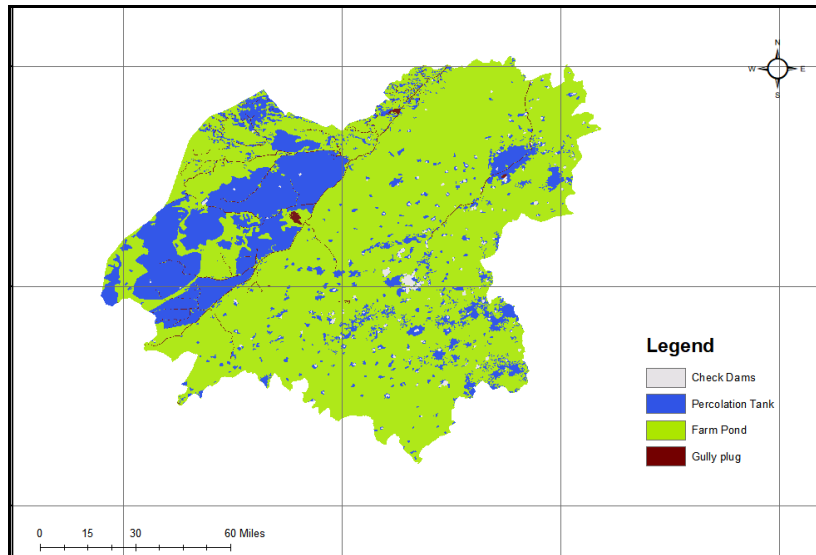 N
W E
S
Legend
Check Dams
Percolation Tank
Farm Pond
Gully plug
0 15 30 60 Miles